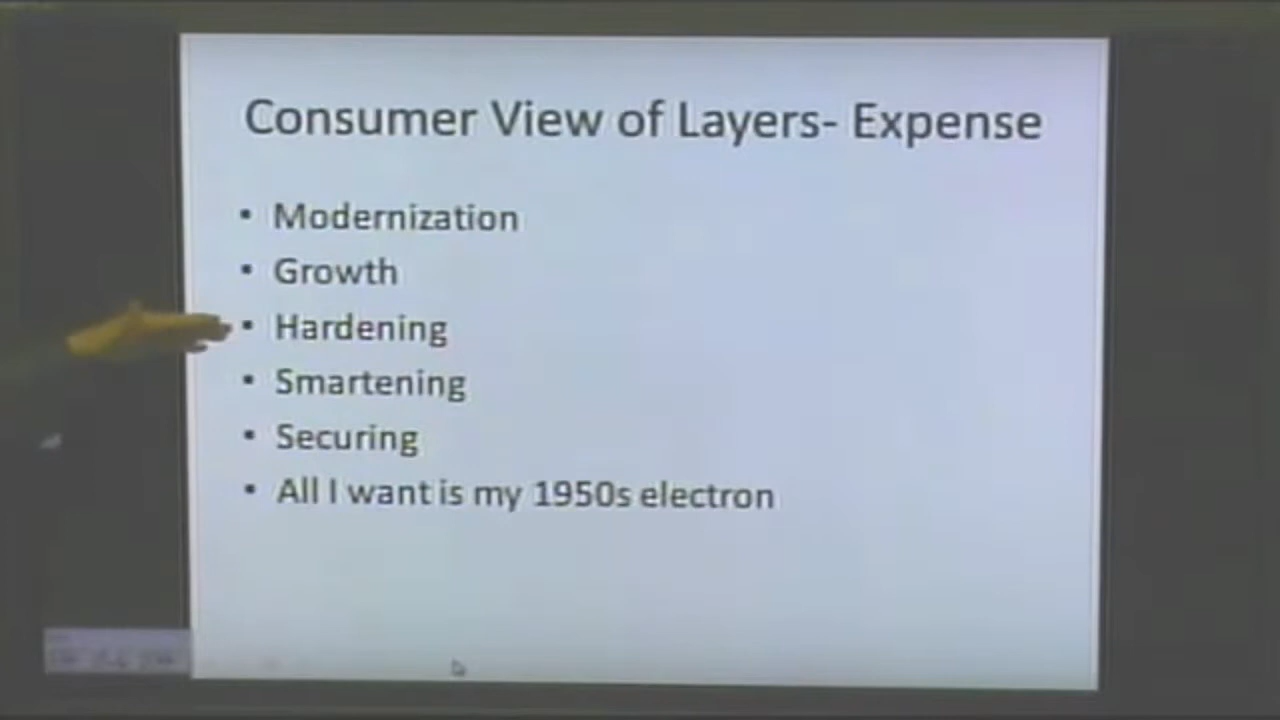 Consumer View of Layers- Expense
• Modernization
• Growth
• Hardening
• Smartening
• Securing
• All I want is my 1950s electron